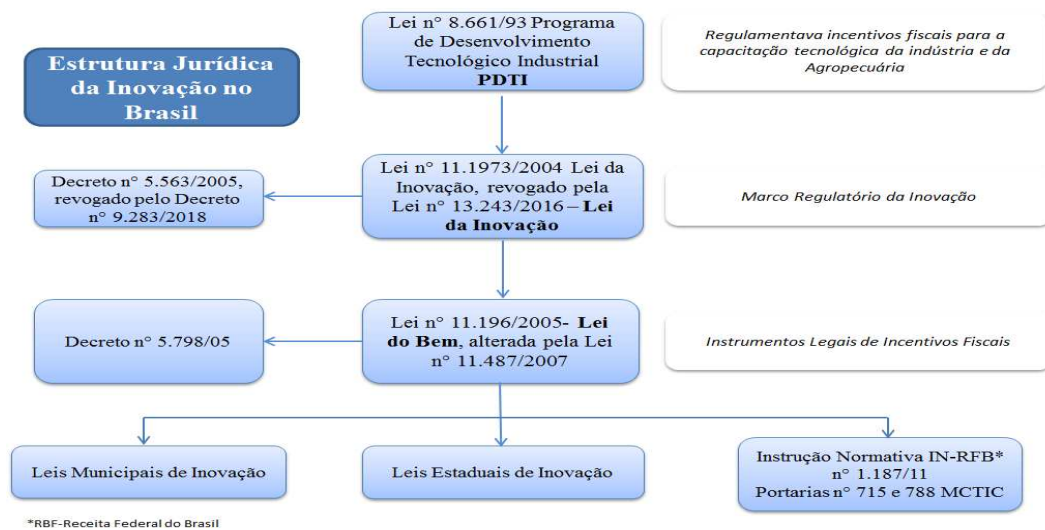 Lei n° 8.661/93 Programa
de Desenvolvimento
Tecnológico Industrial
PDTI
Regulamentava incentivos fiscais para a
capacitação tecnológica da indústria e da
Agropecuária
Estrutura Jurídica
da Inovação no
Brasil
Decreto n° 5.563/2005,
revogado pelo Decreto
n° 9.283/2018
Lei n° 11.1973/2004 Lei da
Inovação, revogado pela
Lei n° 13.243/2016 – Lei
da Inovação
Marco Regulatório da Inovação
Decreto n° 5.798/05
Lei n° 11.196/2005- Lei
do Bem, alterada pela Lei
n° 11.487/2007
Instrumentos Legais de Incentivos Fiscais
Leis Municipais de Inovação
Leis Estaduais de Inovação
Instrução Normativa IN-RFB*
n° 1.187/11
Portarias n° 715 e 788 MCTIC
*RBF-Receita Federal do Brasil